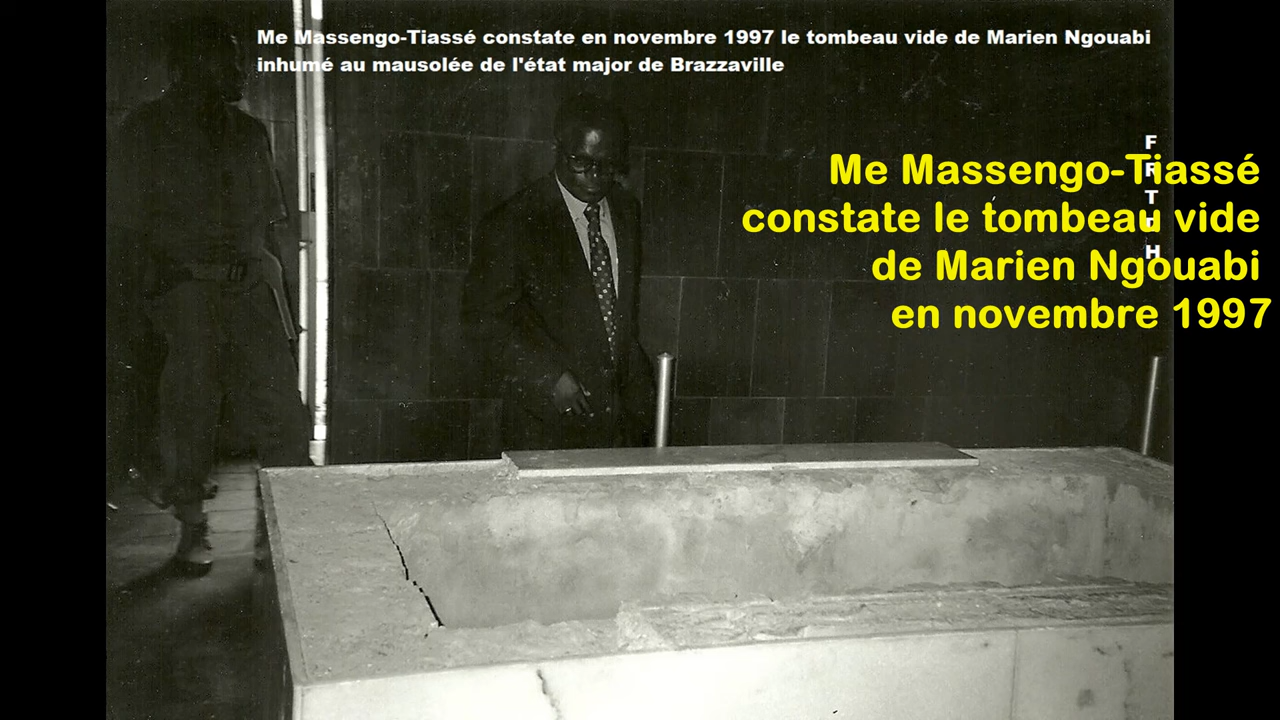 Me Massengo-Tiassé constate en novembre 1997 le tombeau vide de Marien Ngouabi
inhumé au mausolée de l'état major de Brazzaville
Me Massengo-Tiassé
constate le tombeau vide
de Marien Ngouabi
en novembre 1997
F
R
T
D
H